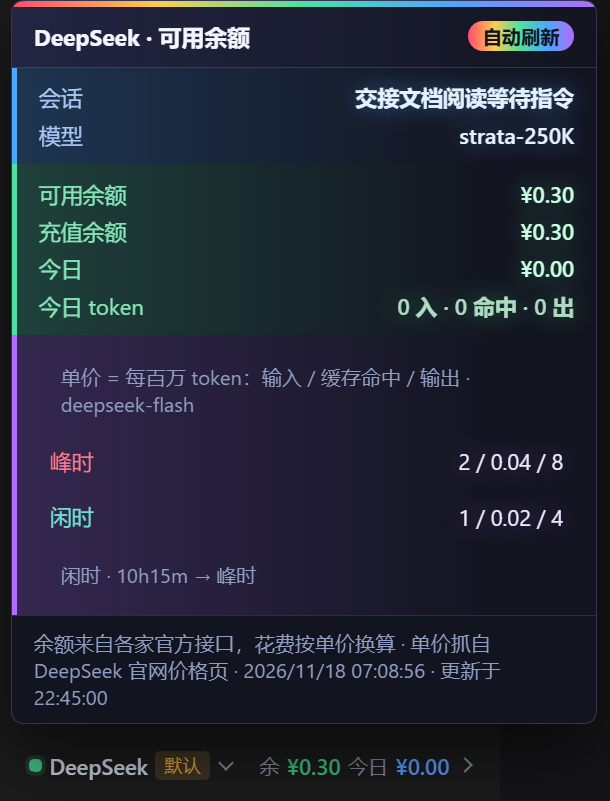 DeepSeek · 可用余额
自动刷新
会话 交接文档阅读等待指令
模型 strata-250K
可用余额 ¥0.30
充值余额 ¥0.30
今日 ¥0.00
今日 token 0 入 · 0 命中 · 0 出
单价 = 每百万 token：输入 / 缓存命中 / 输出 ·
deepseek-flash
峰时 2 / 0.04 / 8
闲时 1 / 0.02 / 4
闲时 · 10h15m → 峰时
余额来自各家官方接口，花费按单价换算 · 单价抓自
DeepSeek 官网价格页 · 2026/11/18 07:08:56 · 更新于
22:45:00
DeepSeek 默认 余 ¥0.30 今日 ¥0.00